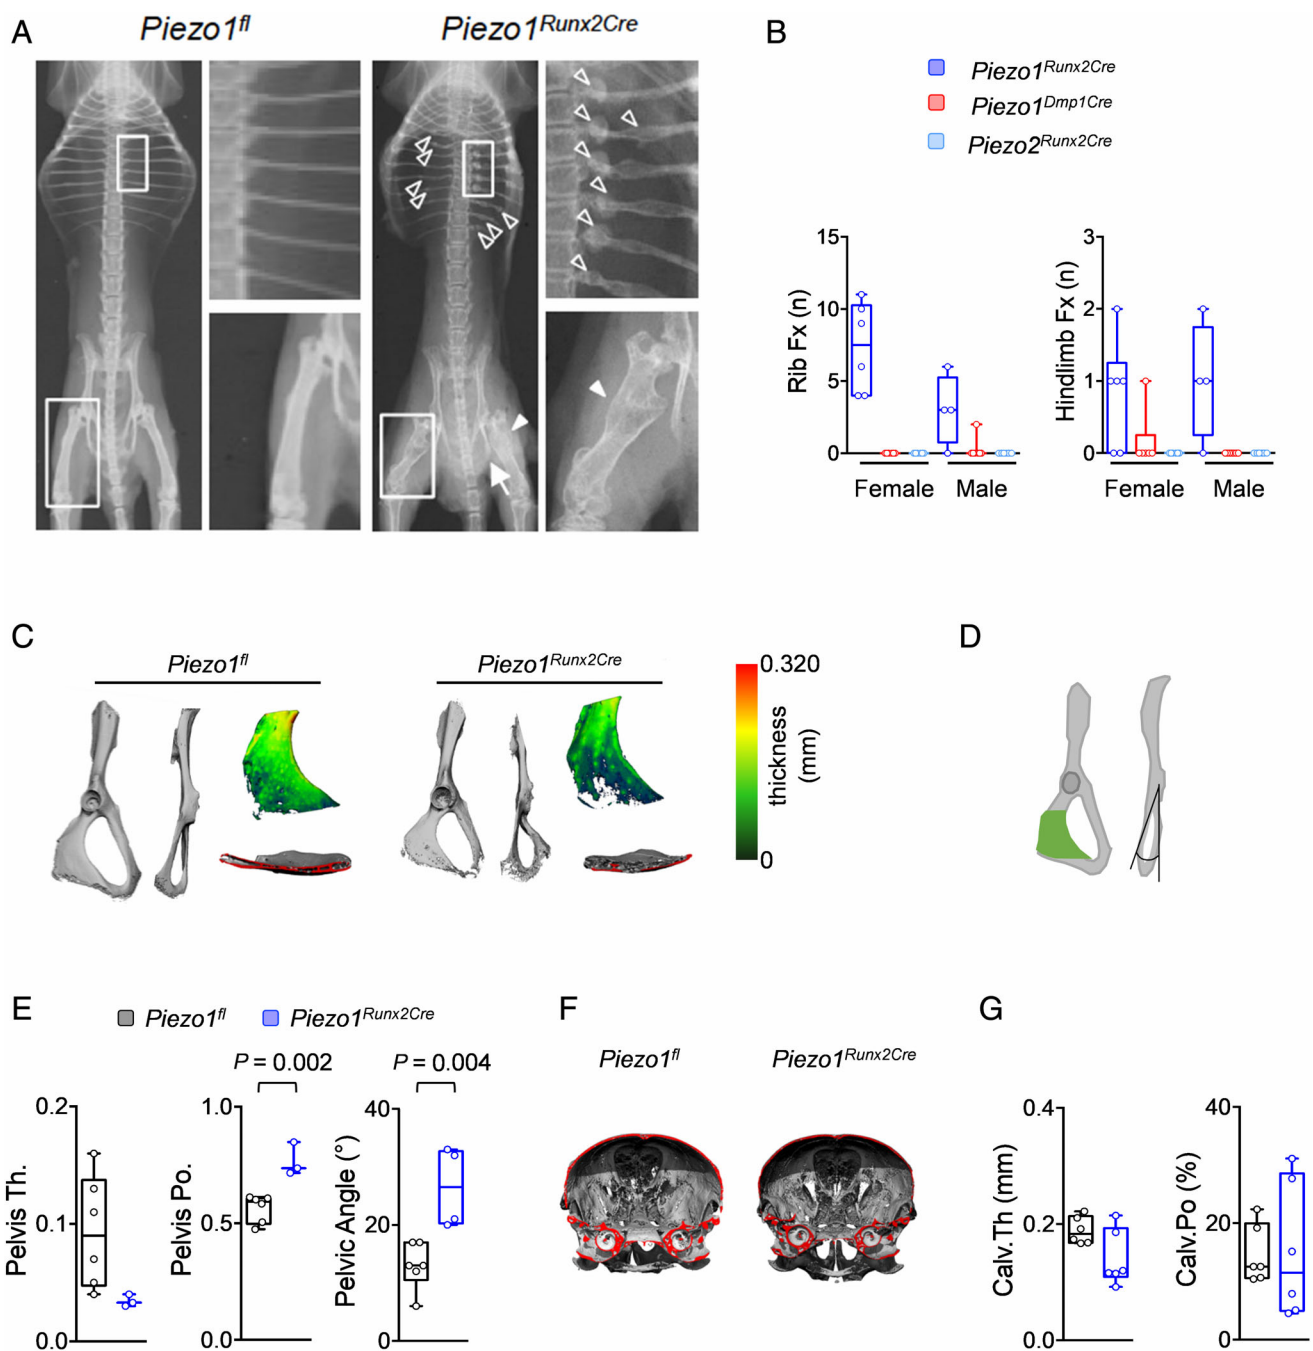 A
Piezo1fl
Piezo1Runx2Cre
B
Piezo1Runx2Cre
Piezo1Dmp1Cre
Piezo2Runx2Cre
Rib Fx (n)
15
10
5
0
Female
Male
Hindlimb Fx (n)
3
2
1
0
Female
Male
C
Piezo1fl
Piezo1Runx2Cre
0.320
thickness
(mm)
0
D
E
Piezo1fl
Piezo1Runx2Cre
Pelvis Th.
0.2
0.1
0.0
P = 0.002
Pelvis Po.
1.0
0.5
0.0
P = 0.004
Pelvic Angle (°)
40
20
0
F
Piezo1fl
Piezo1Runx2Cre
G
Calv.Th (mm)
0.4
0.2
0.0
Calv.Po (%)
40
20
0